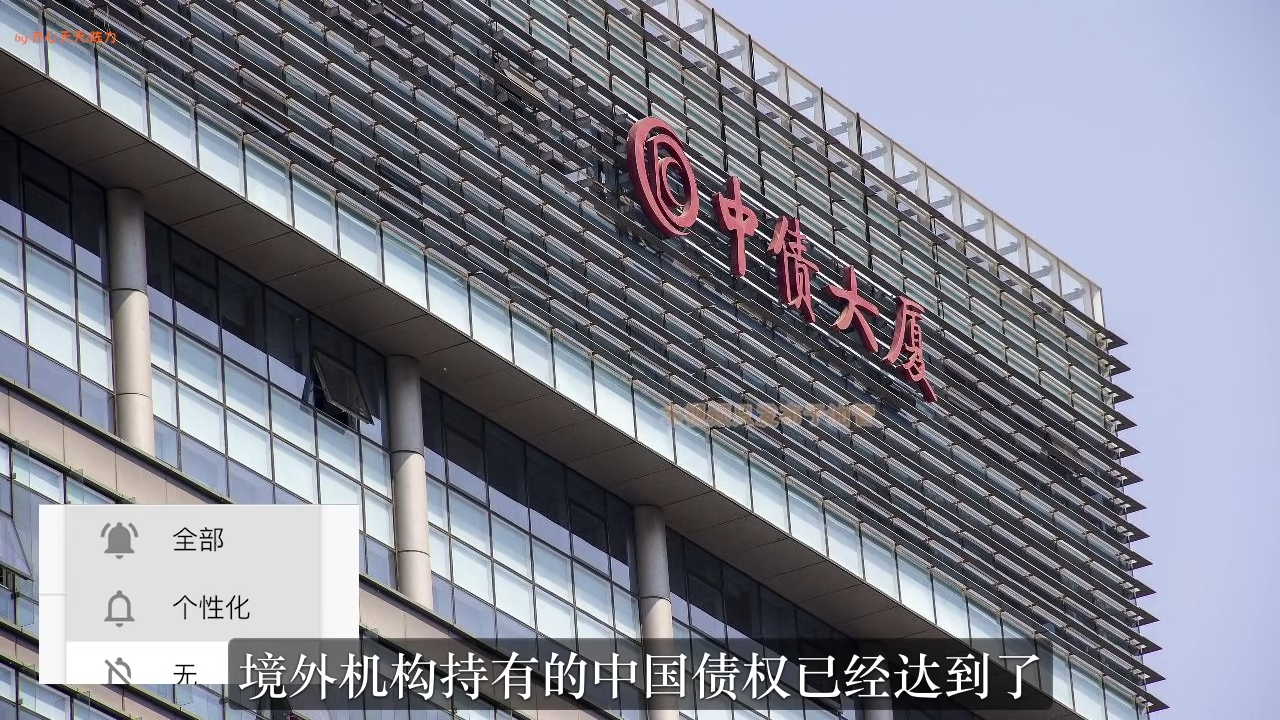 中债大厦
全部
个性化
无
境外机构持有的中国债权已经达到了